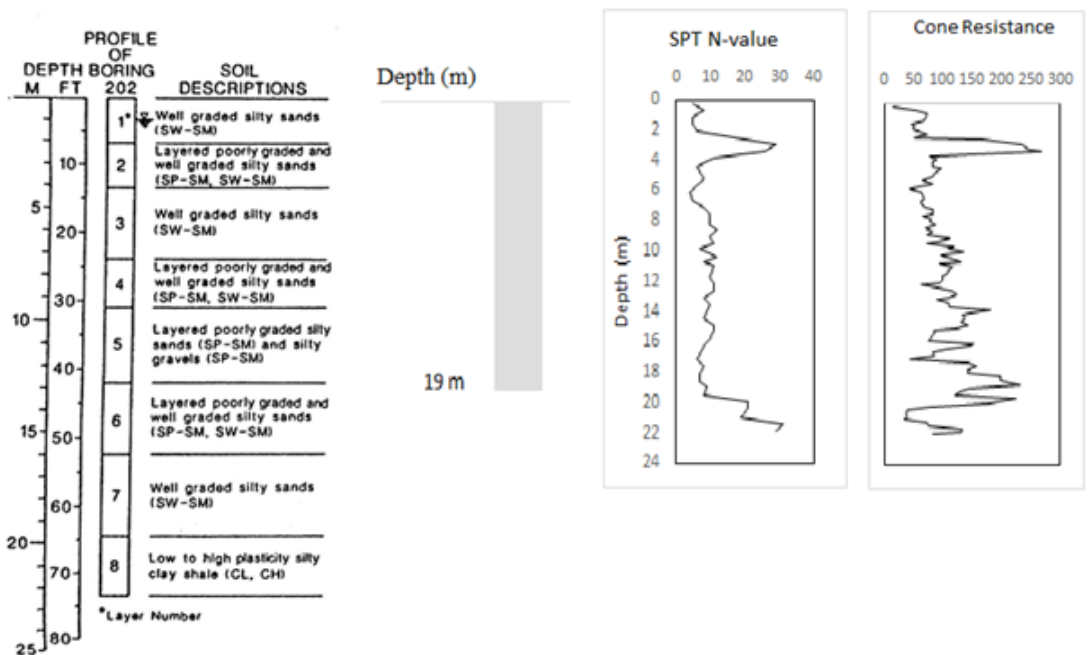 PROFILE
OF
DEPTH BORING SOIL
M FT 202 DESCRIPTIONS
1* Well graded silty sands
(SW-SM)
10
2 Layered poorly graded and
well graded silty sands
(SP-SM, SW-SM)
5
20
3 Well graded silty sands
(SW-SM)
4 Layered poorly graded and
well graded silty sands
(SP-SM, SW-SM)
30
10
5 Layered poorly graded silty
sands (SP-SM) and silty
gravels (SP-SM)
40
6 Layered poorly graded and
well graded silty sands
(SP-SM, SW-SM)
15
50
7 Well graded silty sands
(SW-SM)
60
20
8 Low to high plasticity silty
clay shale (CL, CH)
70
*Layer Number
80
25
Depth (m)
19 m
SPT N-value
0 10 20 30 40
0
2
4
6
8
10
12
14
16
18
20
22
24
Depth (m)
Cone Resistance
0 50 100 150 200 250 300